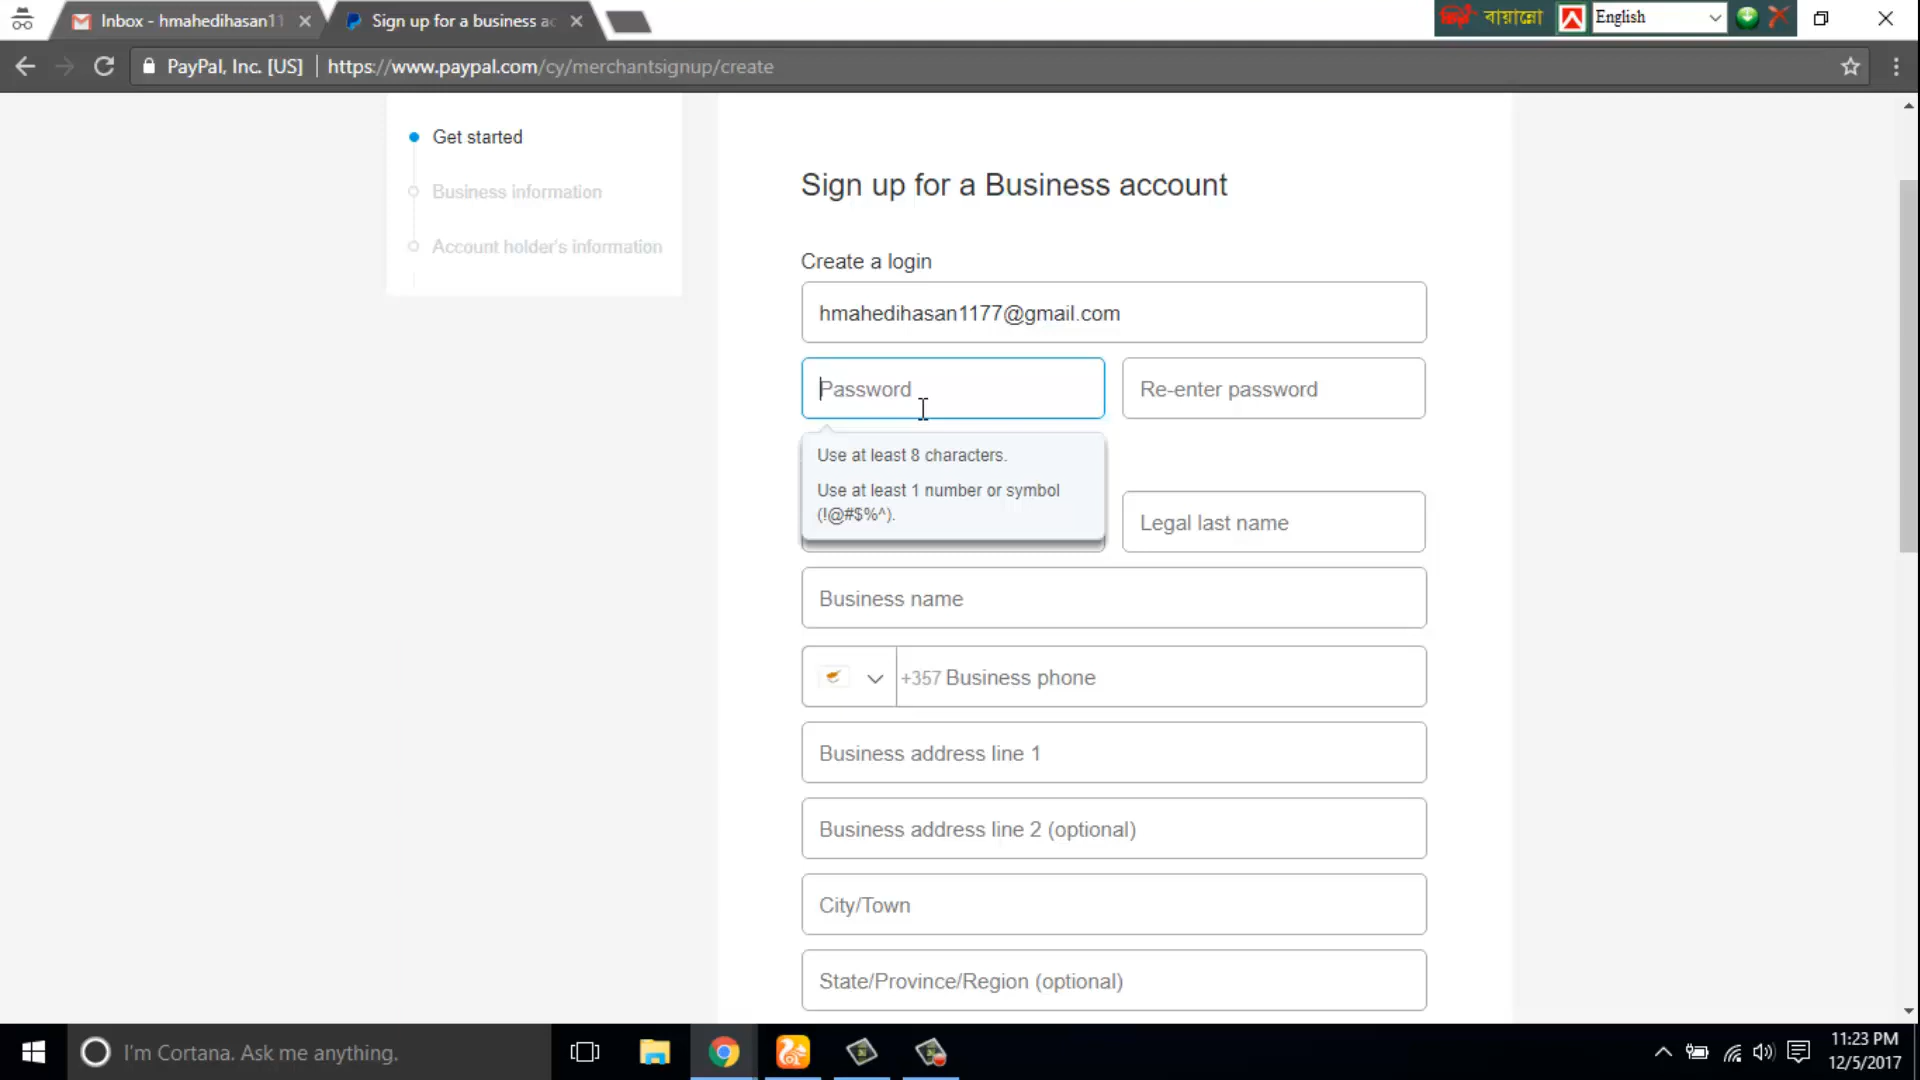 Inbox - hmahedihasan11
Sign up for a business ac
বায়ান্নো
English
PayPal, Inc. [US]
https://www.paypal.com/cy/merchantsignup/create
Get started
Business information
Account holder's information
Sign up for a Business account
Create a login
hmahedihasan1177@gmail.com
Password
Re-enter password
Use at least 8 characters.
Use at least 1 number or symbol
(!@#$%^).
Legal last name
Business name
+357 Business phone
Business address line 1
Business address line 2 (optional)
City/Town
State/Province/Region (optional)
I'm Cortana. Ask me anything.
11:23 PM
12/5/2017